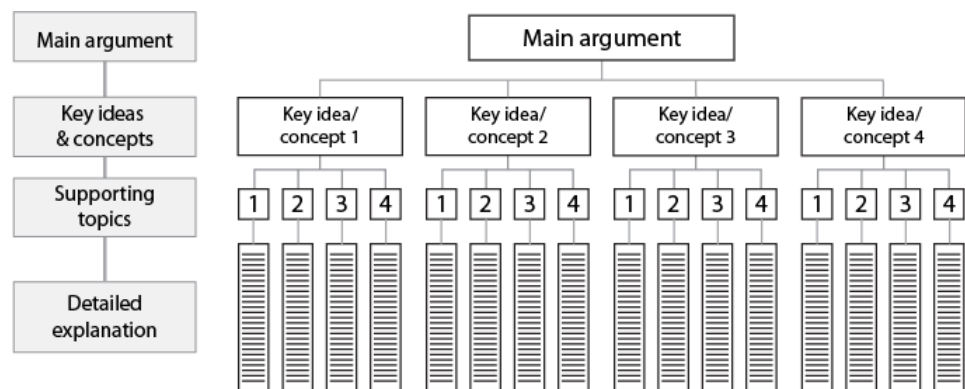 Main argument
Key ideas
& concepts
Supporting
topics
Detailed
explanation
Main argument
Key idea/
concept 1
Key idea/
concept 2
Key idea/
concept 3
Key idea/
concept 4
1 2 3 4
1 2 3 4
1 2 3 4
1 2 3 4